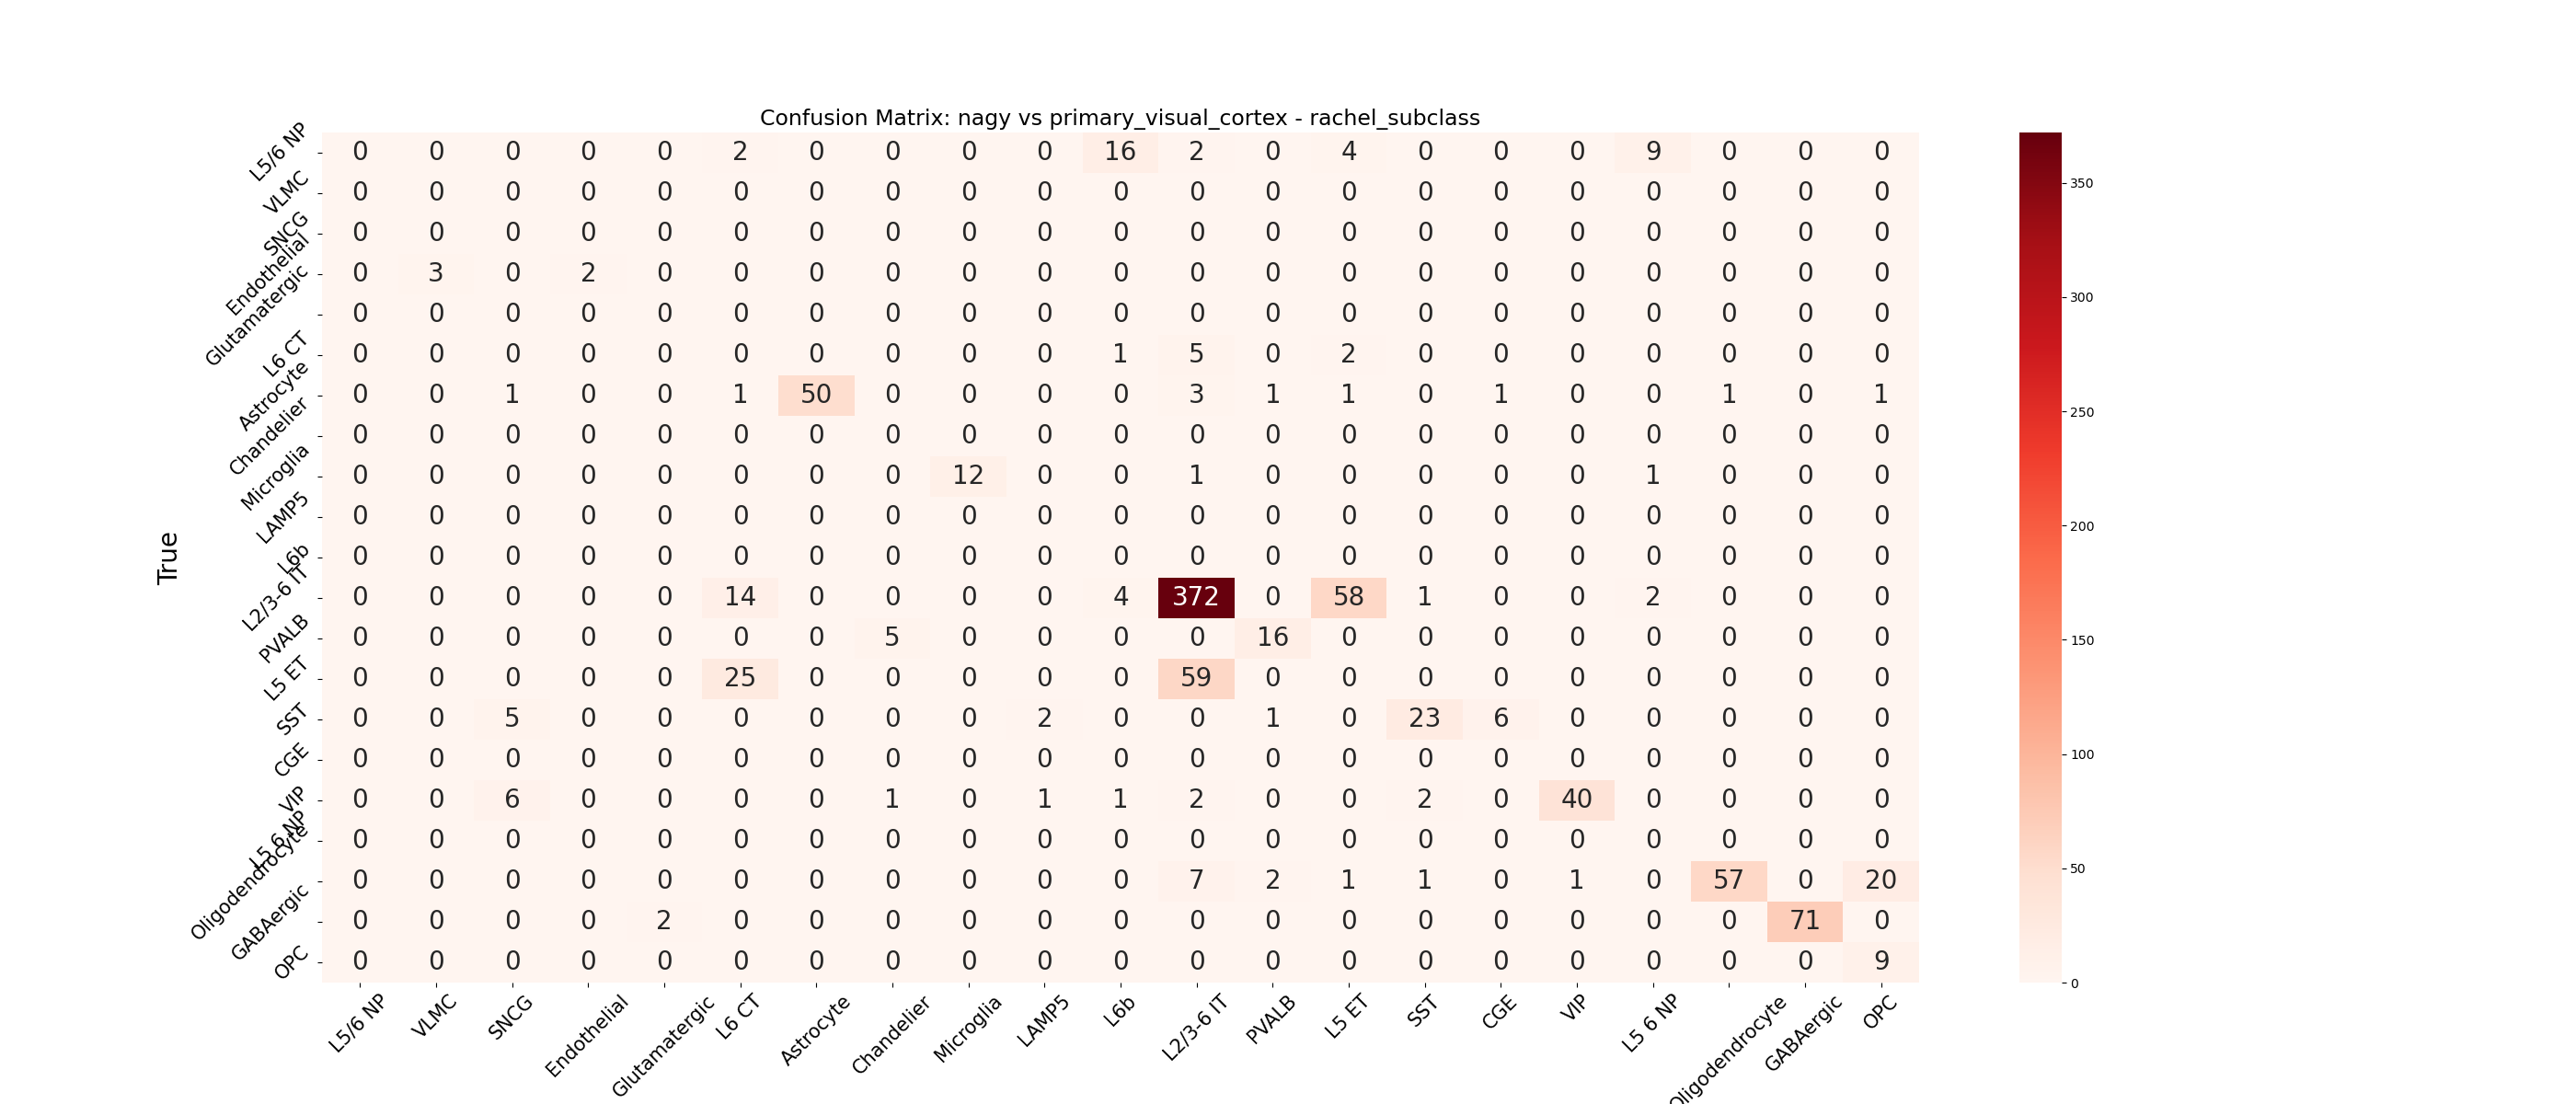 Confusion Matrix: nagy vs primary_visual_cortex - rachel_subclass
True
L5/6 NP 0 0 0 0 0 2 0 0 0 0 16 2 0 4 0 0 0 9 0 0 0
VLMC 0 0 0 0 0 0 0 0 0 0 0 0 0 0 0 0 0 0 0 0 0
SNCG 0 0 0 0 0 0 0 0 0 0 0 0 0 0 0 0 0 0 0 0 0
Endothelial 0 3 0 2 0 0 0 0 0 0 0 0 0 0 0 0 0 0 0 0 0
Glutamatergic 0 0 0 0 0 0 0 0 0 0 0 0 0 0 0 0 0 0 0 0 0
L6 CT 0 0 0 0 0 0 0 0 0 0 1 5 0 2 0 0 0 0 0 0 0
Astrocyte 0 0 1 0 0 1 50 0 0 0 0 3 1 1 0 1 0 0 1 0 1
Chandelier 0 0 0 0 0 0 0 0 0 0 0 0 0 0 0 0 0 0 0 0 0
Microglia 0 0 0 0 0 0 0 0 12 0 0 1 0 0 0 0 0 1 0 0 0
LAMP5 0 0 0 0 0 0 0 0 0 0 0 0 0 0 0 0 0 0 0 0 0
L6b 0 0 0 0 0 0 0 0 0 0 0 0 0 0 0 0 0 0 0 0 0
L2/3-6 IT 0 0 0 0 0 14 0 0 0 0 4 372 0 58 1 0 0 2 0 0 0
PVALB 0 0 0 0 0 0 0 5 0 0 0 0 16 0 0 0 0 0 0 0 0
L5 ET 0 0 0 0 0 25 0 0 0 0 0 59 0 0 0 0 0 0 0 0 0
SST 0 0 5 0 0 0 0 0 0 2 0 0 1 0 23 6 0 0 0 0 0
CGE 0 0 0 0 0 0 0 0 0 0 0 0 0 0 0 0 0 0 0 0 0
VIP 0 0 6 0 0 0 0 1 0 1 1 2 0 0 2 0 40 0 0 0 0
L5 6 NP 0 0 0 0 0 0 0 0 0 0 0 0 0 0 0 0 0 0 0 0 0
Oligodendrocyte 0 0 0 0 0 0 0 0 0 0 0 7 2 1 1 0 1 0 57 0 20
GABAergic 0 0 0 0 2 0 0 0 0 0 0 0 0 0 0 0 0 0 0 71 0
OPC 0 0 0 0 0 0 0 0 0 0 0 0 0 0 0 0 0 0 0 0 9
L5/6 NP VLMC SNCG Endothelial Glutamatergic L6 CT Astrocyte Chandelier Microglia LAMP5 L6b L2/3-6 IT PVALB L5 ET SST CGE VIP L5 6 NP Oligodendrocyte GABAergic OPC
350
300
250
200
150
100
50
0